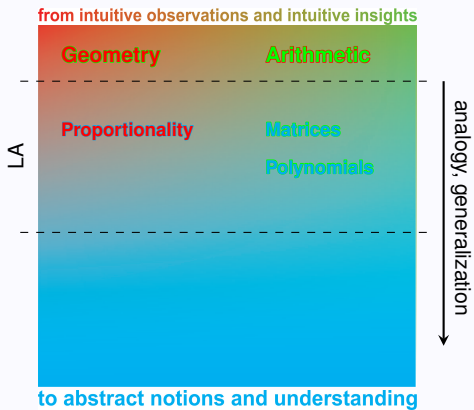 from intuitive observations and intuitive insights
Geometry Arithmetic
Proportionality Matrices
Polynomials
LA
analogy, generalization
to abstract notions and understanding